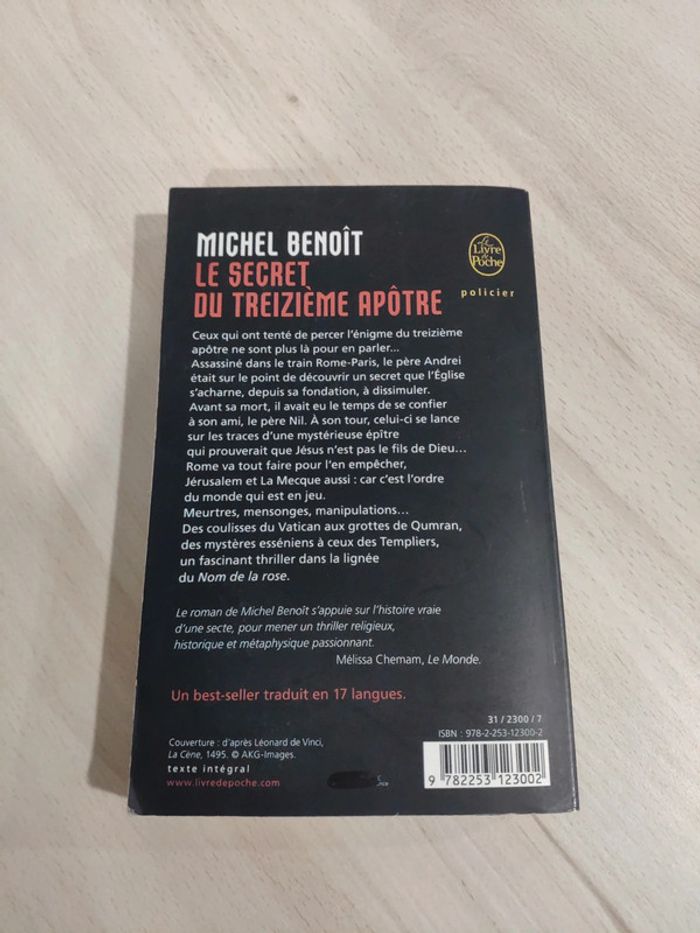 MICHEL BENOÎT
LE SECRET
DU TREIZIÈME APÔTRE
Le
Livre
de
Poche
policier
Ceux qui ont tenté de percer l'énigme du treizième
apôtre ne sont plus là pour en parler...
Assassiné dans le train Rome-Paris, le père Andrei
était sur le point de découvrir un secret que l'Église
s'acharne, depuis sa fondation, à dissimuler.
Avant sa mort, il avait eu le temps de se confier
à son ami, le père Nil. À son tour, celui-ci se lance
sur les traces d'une mystérieuse épître
qui prouverait que Jésus n'est pas le fils de Dieu...
Rome va tout faire pour l'en empêcher,
Jérusalem et La Mecque aussi : car c'est l'ordre
du monde qui est en jeu.
Meurtres, mensonges, manipulations...
Des coulisses du Vatican aux grottes de Qumran,
des mystères esséniens à ceux des Templiers,
un fascinant thriller dans la lignée
du Nom de la rose.
Le roman de Michel Benoît s'appuie sur l'histoire vraie
d'une secte, pour mener un thriller religieux,
historique et métaphysique passionnant.
Mélissa Chemam, Le Monde.
Un best-seller traduit en 17 langues.
31 / 2300 / 7
ISBN : 978-2-253-12300-2
Couverture : d'après Léonard de Vinci,
La Cène, 1495. © AKG-Images.
texte intégral
www.livredepoche.com
9 782253 123002